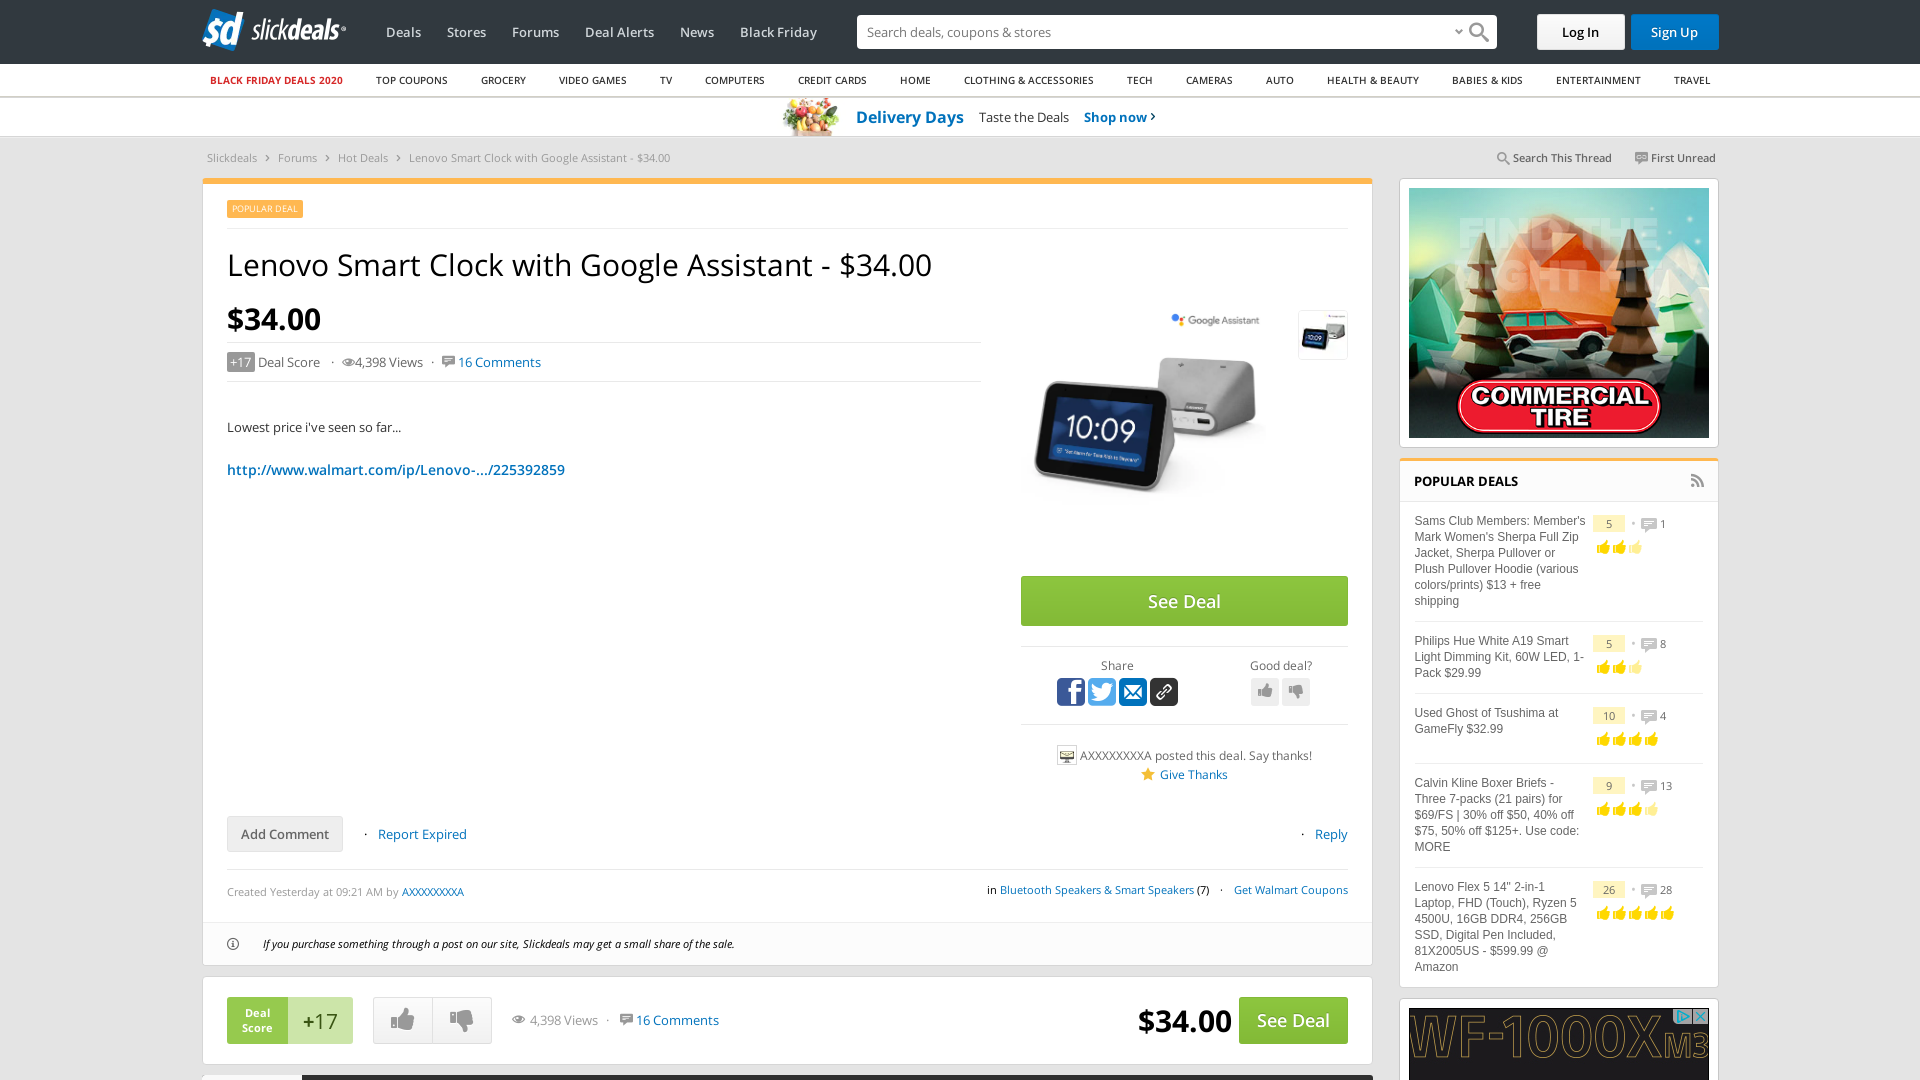 slickdeals
Deals
Stores
Forums
Deal Alerts
News
Black Friday
Search deals, coupons & shopping
Log In
Sign Up
BLACK FRIDAY DEALS 2020
TOP COUPONS
GROCERY
VIDEO GAMES
TV
COMPUTERS
CREDIT CARDS
HOME
CLOTHING & ACCESSORIES
TECH
CAMERAS
AUTO
HEALTH & BEAUTY
BABIES & KIDS
ENTERTAINMENT
TRAVEL
Delivery Days Taste the Deals Shop now
Slickdeals › Forums › Hot Deals › Lenovo Smart Clock with Google Assistant - $34.00
Search This Thread
First Unread
POPULAR DEAL
Lenovo Smart Clock with Google Assistant - $34.00
$34.00
+17 Deal Score · 4,398 Views · 16 Comments
Lowest price i've seen so far...
http://www.walmart.com/ip/Lenovo-.../225392859
Google Assistant
10:09
See Deal
Share
Good deal?
AXXXXXXXXA posted this deal. Say thanks!
Give Thanks
Add Comment
· Report Expired
· Reply
Created Yesterday at 09:21 AM by AXXXXXXXXA
in Bluetooth Speakers & Smart Speakers (7) · Get Walmart Coupons
If you purchase something through a post on our site, Slickdeals may get a small share of the sale.
Deal
Score
+17
4,398 Views · 16 Comments
$34.00
See Deal
FIND THE
RIGHT FIT
COMMERCIAL
TIRE
POPULAR DEALS
Sams Club Members: Member's
Mark Women's Sherpa Full Zip
Jacket, Sherpa Pullover or
Plush Pullover Hoodie (various
colors/prints) $13 + free
shipping
5 • 1
Philips Hue White A19 Smart
Light Dimming Kit, 60W LED, 1-
Pack $29.99
5 • 8
Used Ghost of Tsushima at
GameFly $32.99
10 • 4
Calvin Kline Boxer Briefs -
Three 7-packs (21 pairs) for
$69/FS | 30% off $50, 40% off
$75, 50% off $125+. Use code:
MORE
9 • 13
Lenovo Flex 5 14" 2-in-1
Laptop, FHD (Touch), Ryzen 5
4500U, 16GB DDR4, 256GB
SSD, Digital Pen Included,
81X2005US - $599.99 @
Amazon
26 • 28
WF-1000XM3